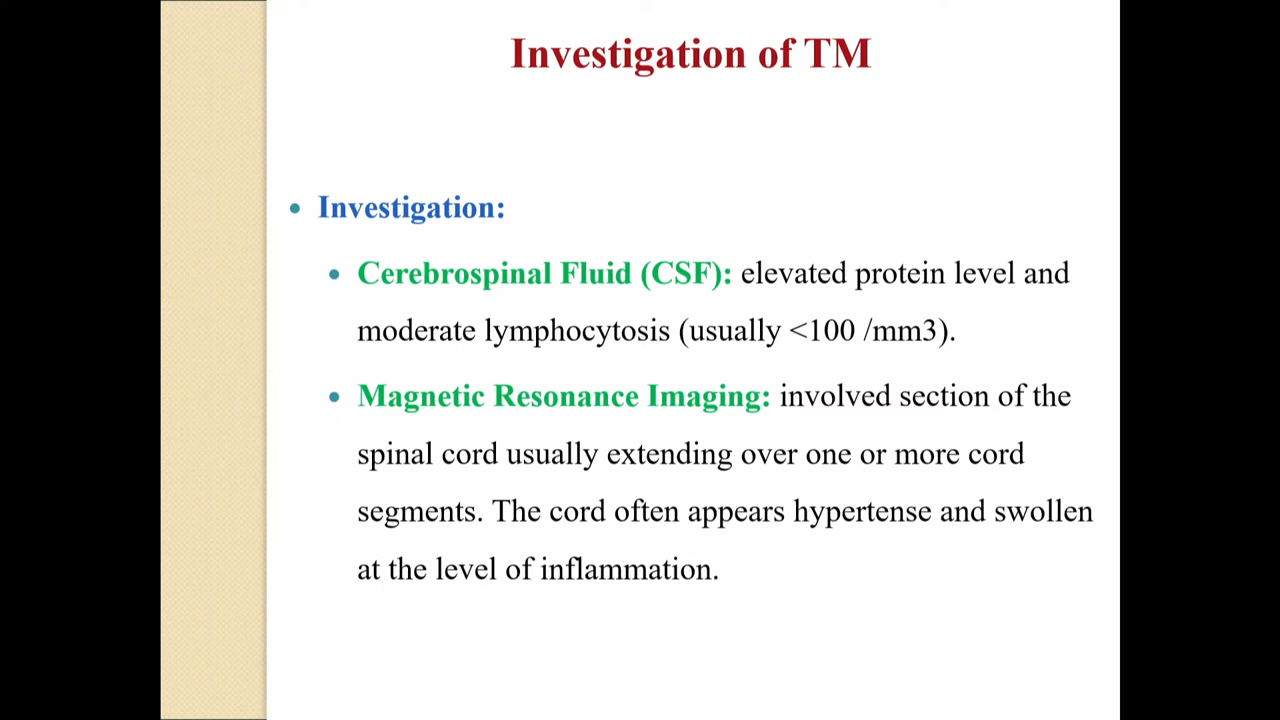 Investigation of TM
Investigation:
Cerebrospinal Fluid (CSF): elevated protein level and
moderate lymphocytosis (usually <100 /mm3).
Magnetic Resonance Imaging: involved section of the
spinal cord usually extending over one or more cord
segments. The cord often appears hypertense and swollen
at the level of inflammation.